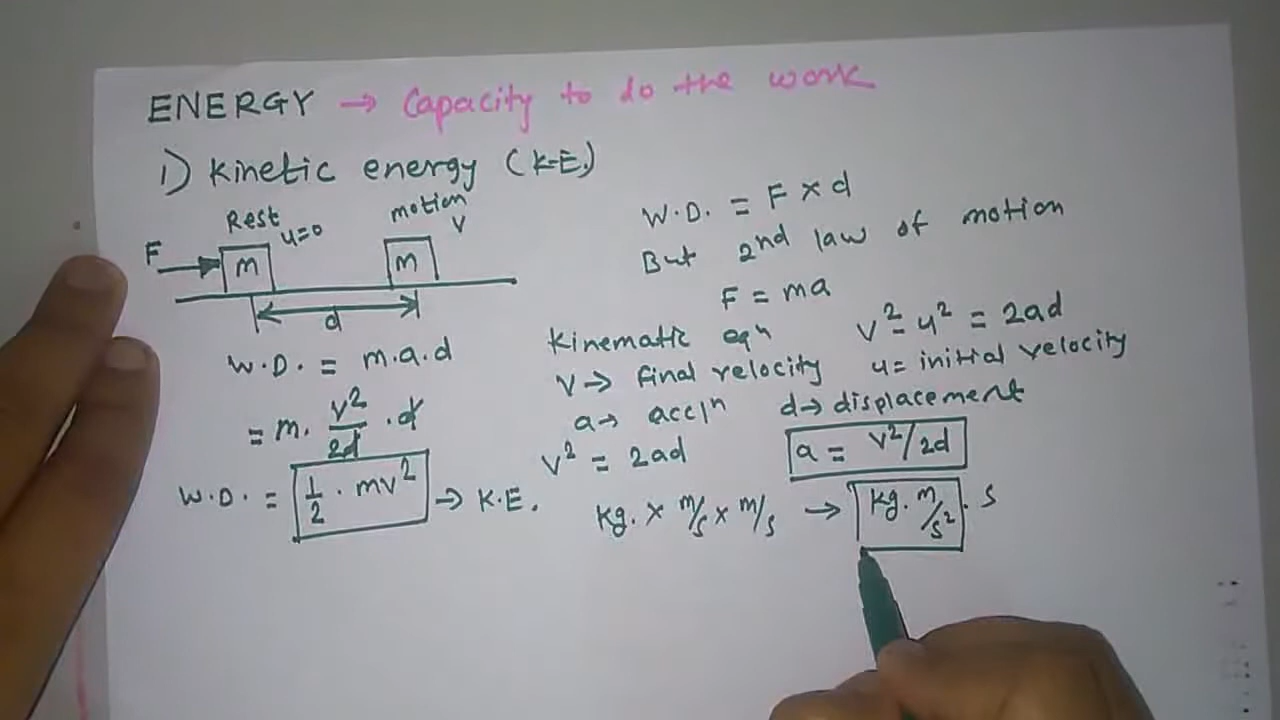 ENERGY → Capacity to do the work
1) Kinetic energy (K.E.)
Rest
u=0
motion
v
F
m
m
d
W.D. = F x d
But 2nd law of motion
F = ma
Kinematic eqⁿ v² - u² = 2ad
v → final velocity u = initial velocity
a → acclⁿ d → displacement
v² = 2ad
a = v²/2d
W.D. = m.a.d
= m. v²/2d . d
W.D. = 1/2 . mv² → K.E.
kg. x m/s x m/s → kg. m/s² . s